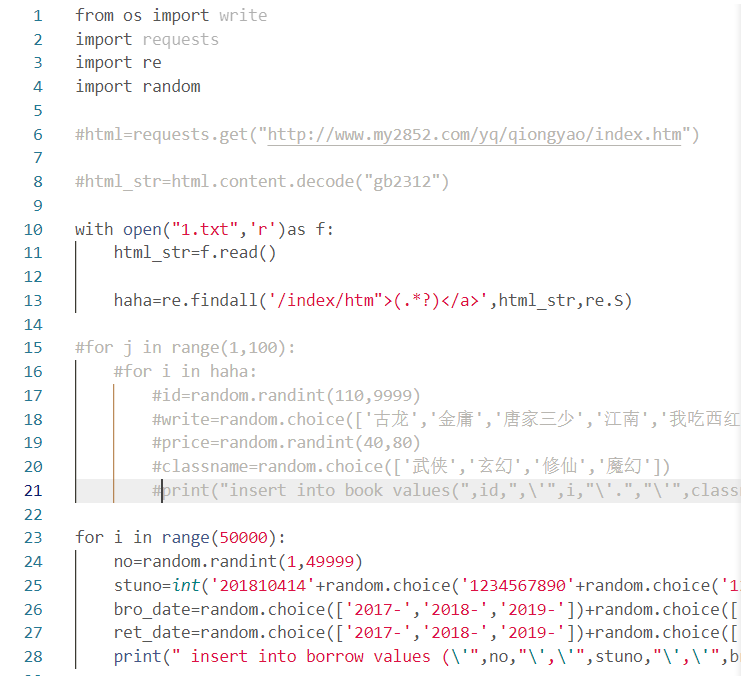 1 from os import write
2 import requests
3 import re
4 import random
5
6 #html=requests.get("http://www.my2852.com/yq/qiongyao/index.htm")
7
8 #html_str=html.content.decode("gb2312")
9
10 with open("1.txt",'r')as f:
11 html_str=f.read()
12
13 haha=re.findall('/index/htm">(.*?)</a>',html_str,re.S)
14
15 #for j in range(1,100):
16 #for i in haha:
17 #id=random.randint(110,9999)
18 #write=random.choice(['古龙','金庸','唐家三少','江南','我吃西红
19 #price=random.randint(40,80)
20 #classname=random.choice(['武侠','玄幻','修仙','魔幻'])
21 #print("insert into book values(",id,",\'",i,"\'.","\'",class
22
23 for i in range(50000):
24 no=random.randint(1,49999)
25 stuno=int('201810414'+random.choice('1234567890'+random.choice('1
26 bro_date=random.choice(['2017-','2018-','2019-'])+random.choice([
27 ret_date=random.choice(['2017-','2018-','2019-'])+random.choice([
28 print(" insert into borrow values (\'",no,"\',\'",stuno,"\',\'",b